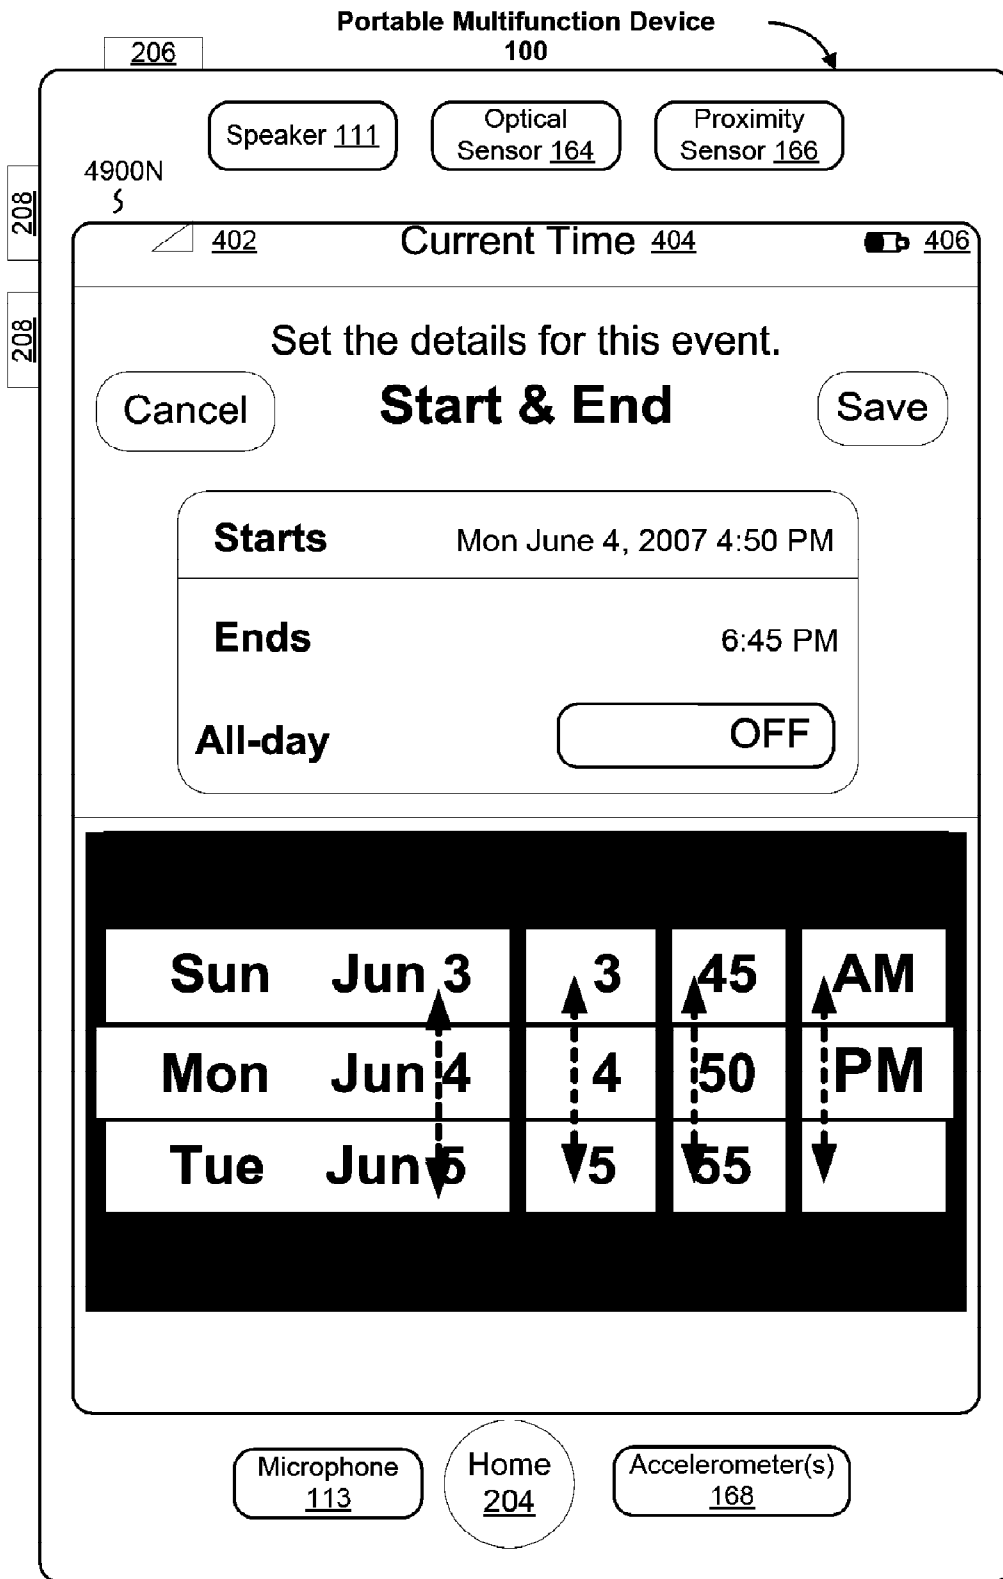 Portable Multifunction Device
100
206
Speaker 111
Optical
Sensor 164
Proximity
Sensor 166
4900N
208
208
402
Current Time 404
406
Set the details for this event.
Cancel
Start & End
Save
Starts Mon June 4, 2007 4:50 PM
Ends 6:45 PM
All-day OFF
Sun Jun 3 3 45 AM
Mon Jun 4 4 50 PM
Tue Jun 5 5 55
Microphone
113
Home
204
Accelerometer(s)
168